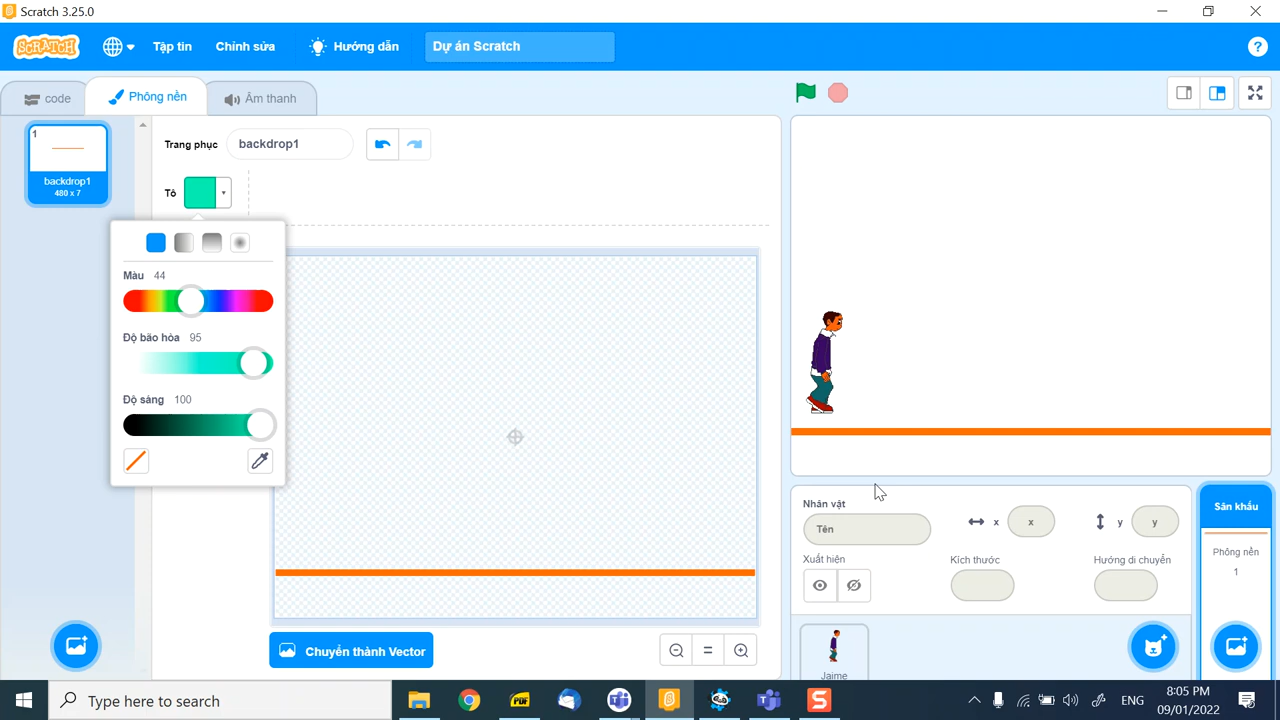 Scratch 3.25.0
SCRATCH
Tập tin
Chỉnh sửa
Hướng dẫn
Dự án Scratch
?
code
Phông nền
Âm thanh
1
backdrop1
480 x 7
Trang phục
backdrop1
Tô
Màu 44
Độ bão hòa 95
Độ sáng 100
Chuyển thành Vector
Nhân vật
Tên
x
x
y
y
Xuất hiện
Kích thước
Hướng di chuyển
Jaime
Sân khấu
Phông nền
1
Type here to search
PDF
ENG
8:05 PM
09/01/2022